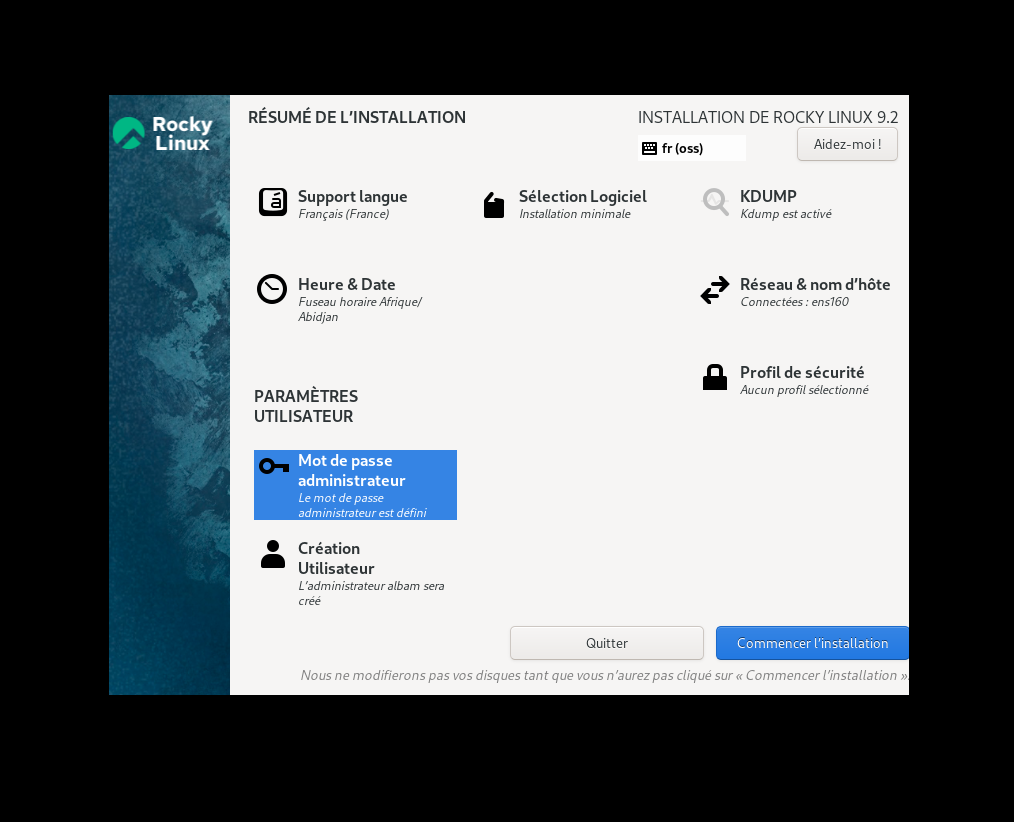 Rocky
Linux
RÉSUMÉ DE L’INSTALLATION
INSTALLATION DE ROCKY LINUX 9.2
fr (oss)
Aidez-moi !
Support langue
Français (France)
Sélection Logiciel
Installation minimale
KDUMP
Kdump est activé
Heure & Date
Fuseau horaire Afrique/
Abidjan
Réseau & nom d’hôte
Connectées : ens160
Profil de sécurité
Aucun profil sélectionné
PARAMÈTRES
UTILISATEUR
Mot de passe
administrateur
Le mot de passe
administrateur est défini
Création
Utilisateur
L’administrateur albam sera
créé
Quitter
Commencer l’installation
Nous ne modifierons pas vos disques tant que vous n’aurez pas cliqué sur « Commencer l’installation ».